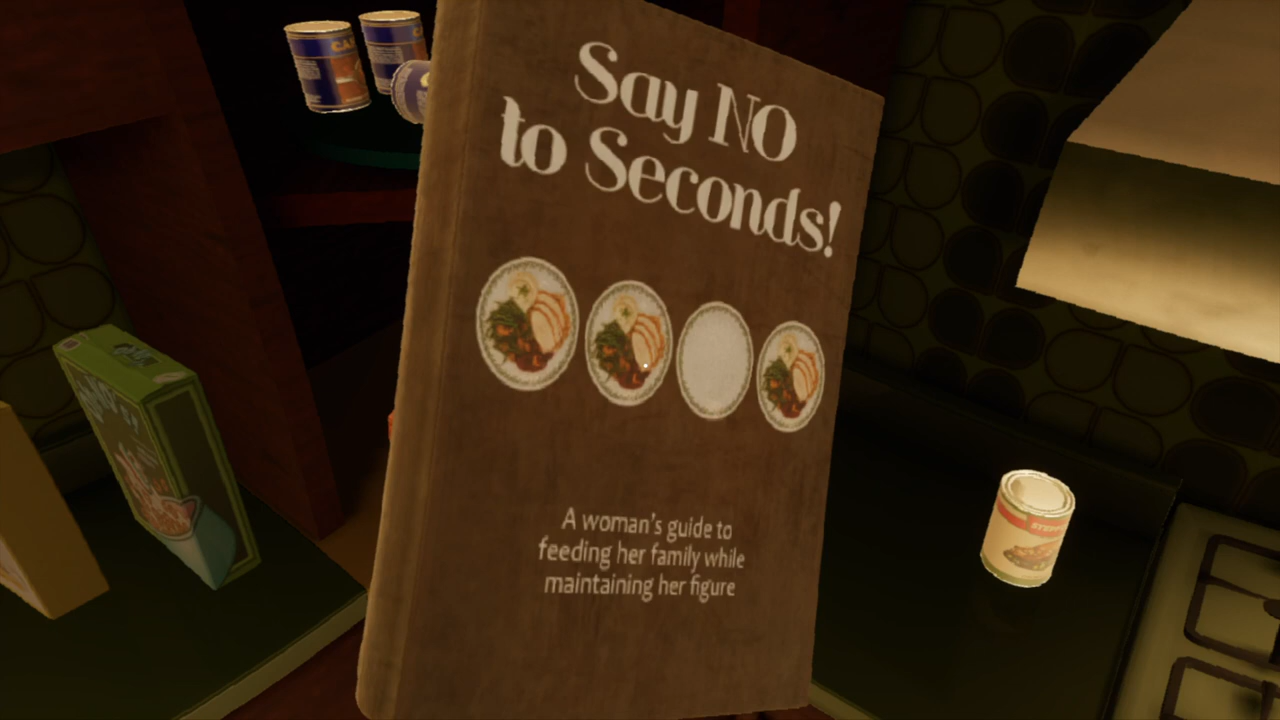 Say NO
to Seconds!
A woman's guide to
feeding her family while
maintaining her figure